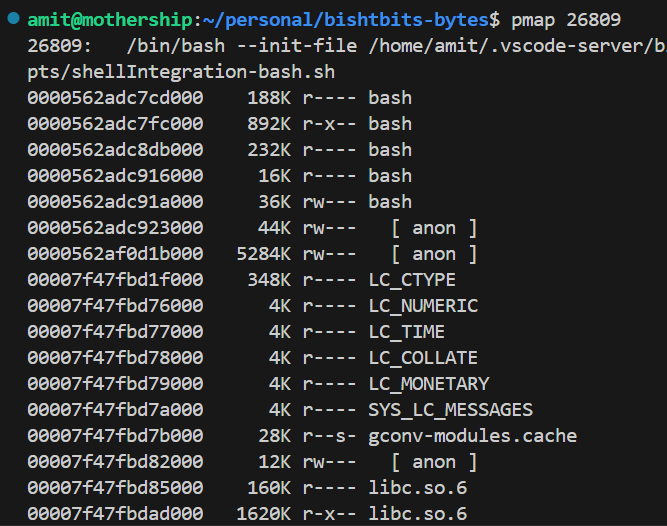 amit@mothership:~/personal/bishtbits-bytes$ pmap 26809
26809:   /bin/bash --init-file /home/amit/.vscode-server/bi
pts/shellIntegration-bash.sh
0000562adc7cd000    188K r---- bash
0000562adc7fc000    892K r-x-- bash
0000562adc8db000    232K r---- bash
0000562adc916000     16K r---- bash
0000562adc91a000     36K rw--- bash
0000562adc923000     44K rw---   [ anon ]
0000562af0d1b000   5284K rw---   [ anon ]
00007f47fbd1f000    348K r---- LC_CTYPE
00007f47fbd76000      4K r---- LC_NUMERIC
00007f47fbd77000      4K r---- LC_TIME
00007f47fbd78000      4K r---- LC_COLLATE
00007f47fbd79000      4K r---- LC_MONETARY
00007f47fbd7a000      4K r---- SYS_LC_MESSAGES
00007f47fbd7b000     28K r--s- gconv-modules.cache
00007f47fbd82000     12K rw---   [ anon ]
00007f47fbd85000    160K r---- libc.so.6
00007f47fbdad000   1620K r-x-- libc.so.6